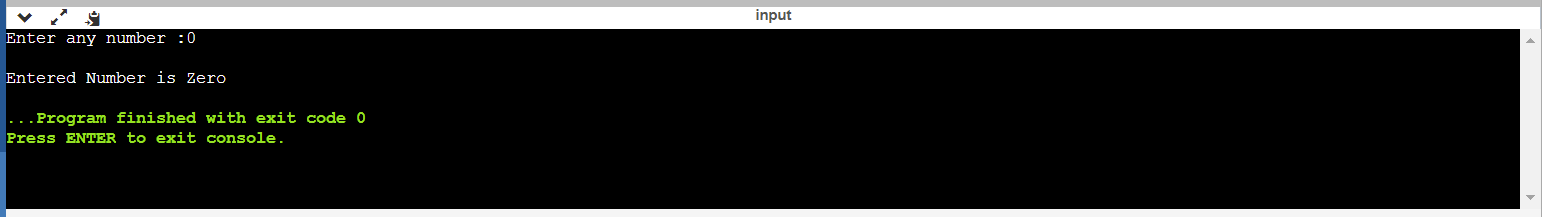 input
Enter any number :0
Entered Number is Zero
...Program finished with exit code 0
Press ENTER to exit console.